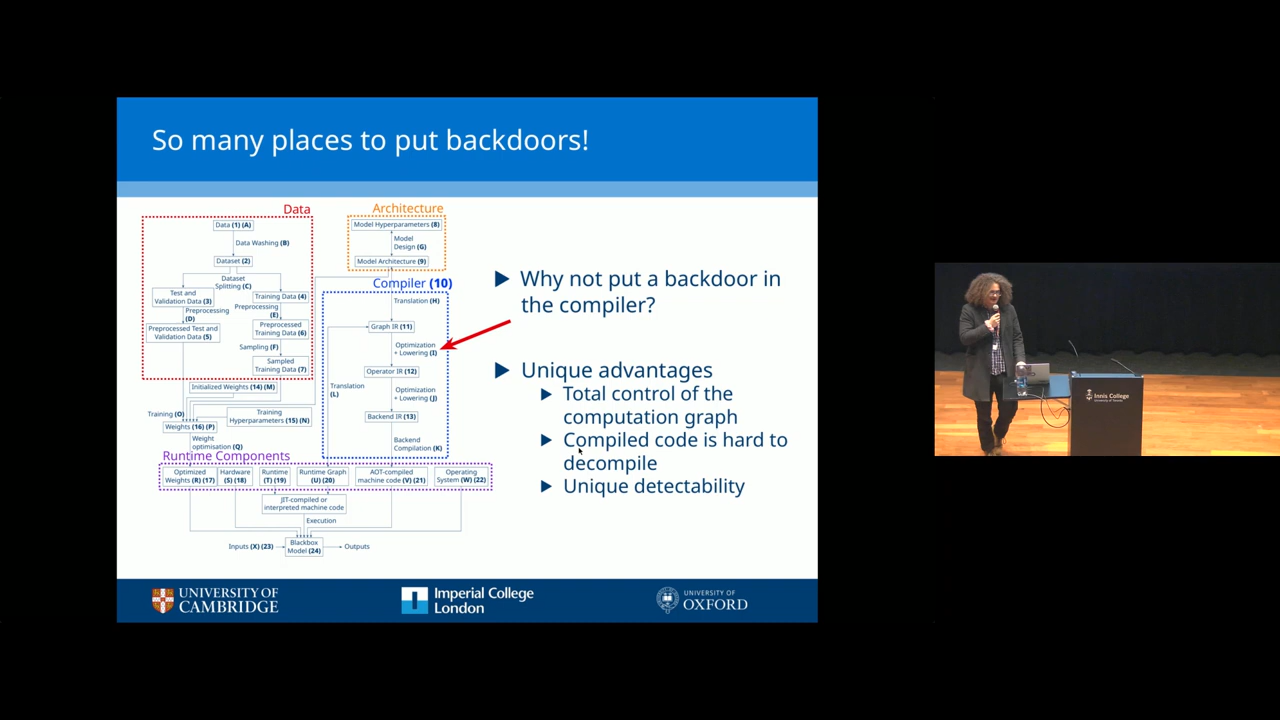 So many places to put backdoors!
Data
Data (1) (A)
Data Washing (B)
Dataset (2)
Dataset
Splitting (C)
Test and
Validation Data (3)
Training Data (4)
Preprocessing
(D)
Preprocessing
(E)
Preprocessed Test and
Validation Data (5)
Preprocessed
Training Data (6)
Sampling (F)
Sampled
Training Data (7)
Architecture
Model Hyperparameters (8)
Model
Design (G)
Model Architecture (9)
Compiler (10)
Translation (H)
Graph IR (11)
Optimization
+ Lowering (I)
Operator IR (12)
Optimization
+ Lowering (J)
Translation
(L)
Backend IR (13)
Backend
Compilation (K)
Initialized Weights (14) (M)
Training (O)
Training
Hyperparameters (15) (N)
Weights (16) (P)
Weight
optimisation (Q)
Runtime Components
Optimized
Weights (R) (17)
Hardware
(S) (18)
Runtime
(T) (19)
Runtime Graph
(U) (20)
AOT-compiled
machine code (V) (21)
Operating
System (W) (22)
JIT-compiled or
interpreted machine code
Execution
Inputs (X) (23)
Blackbox
Model (24)
Outputs
Why not put a backdoor in
the compiler?
Unique advantages
Total control of the
computation graph
Compiled code is hard to
decompile
Unique detectability
UNIVERSITY OF
CAMBRIDGE
Imperial College
London
UNIVERSITY OF
OXFORD
Innis College
University of Toronto